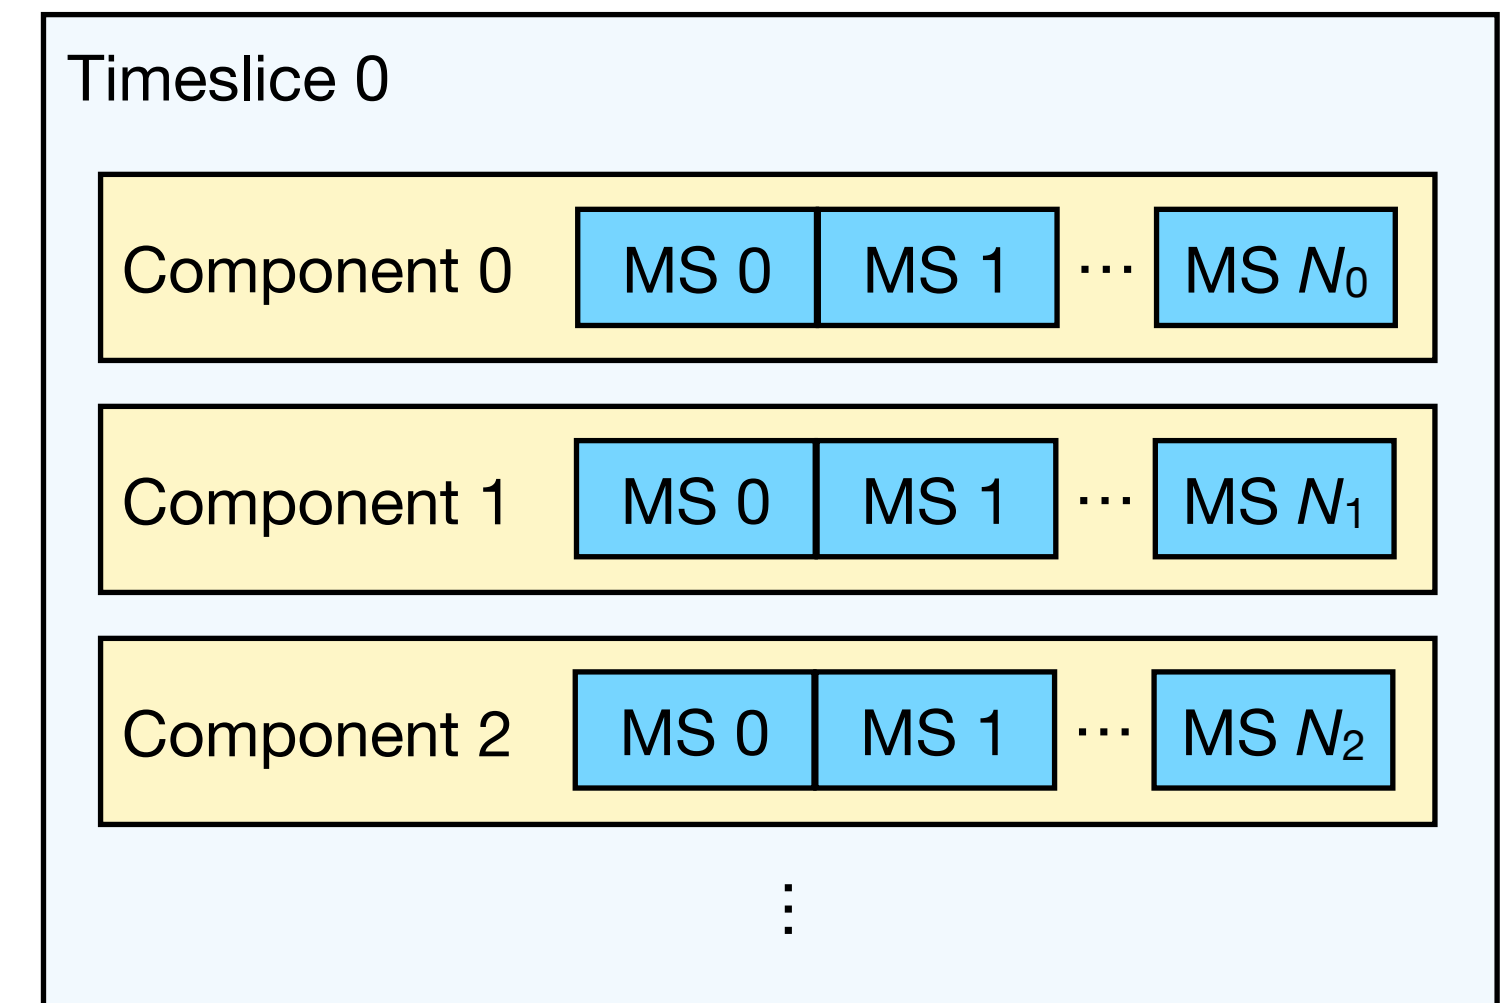 Timeslice 0
Component 0 MS 0 MS 1 ⋯ MS N₀
Component 1 MS 0 MS 1 ⋯ MS N₁
Component 2 MS 0 MS 1 ⋯ MS N₂
⋮